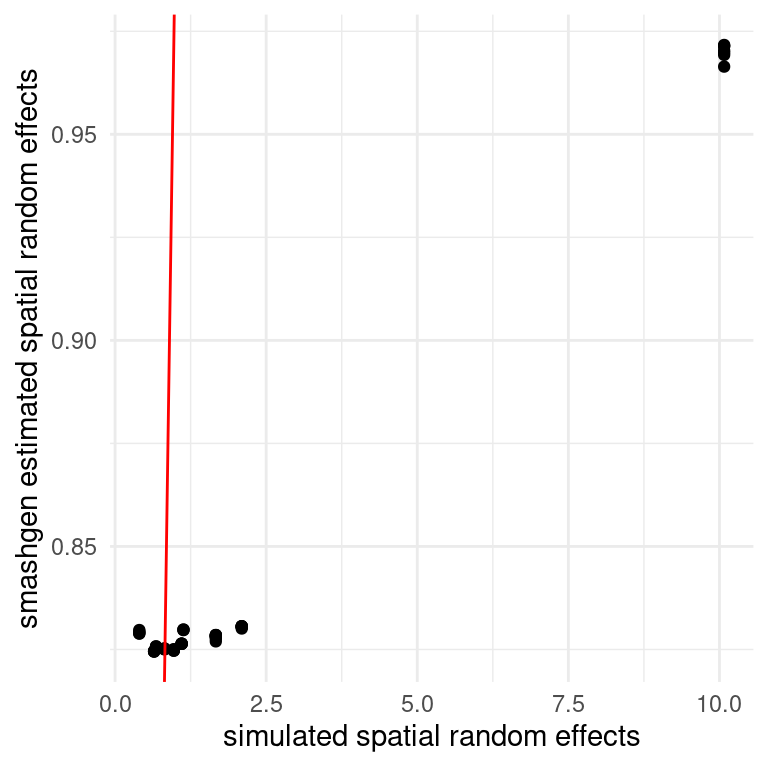 smashgen estimated spatial random effects
0.95
0.90
0.85
0.0 2.5 5.0 7.5 10.0
simulated spatial random effects